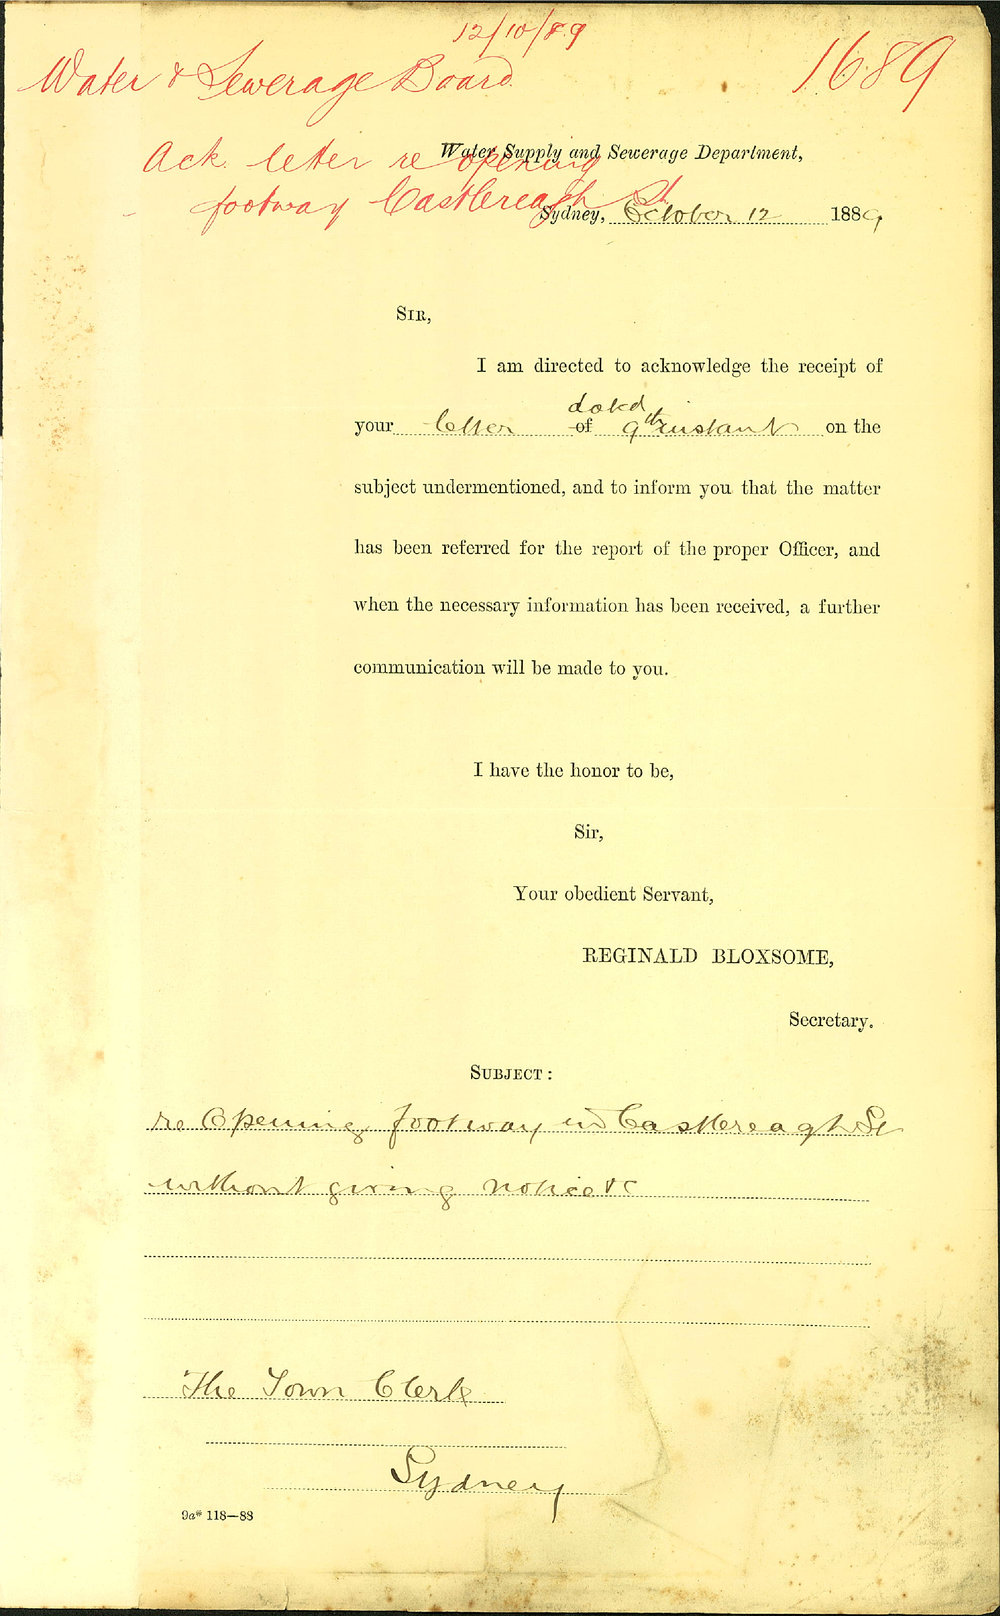 12/10/89
Water & Sewerage Board
1689
Ack letter re opening
footway Castlereagh St
Water Supply and Sewerage Department,
Sydney, October 12 1889,
SIR,
I am directed to acknowledge the receipt of
your letter of dated 9th instant on the
subject undermentioned, and to inform you that the matter
has been referred for the report of the proper Officer, and
when the necessary information has been received, a further
communication will be made to you.
I have the honor to be,
Sir,
Your obedient Servant,
REGINALD BLOXSOME,
Secretary.
SUBJECT:
re Opening footway in Castlereagh St
without giving notice &c
The Town Clerk
Sydney
9a* 118—88